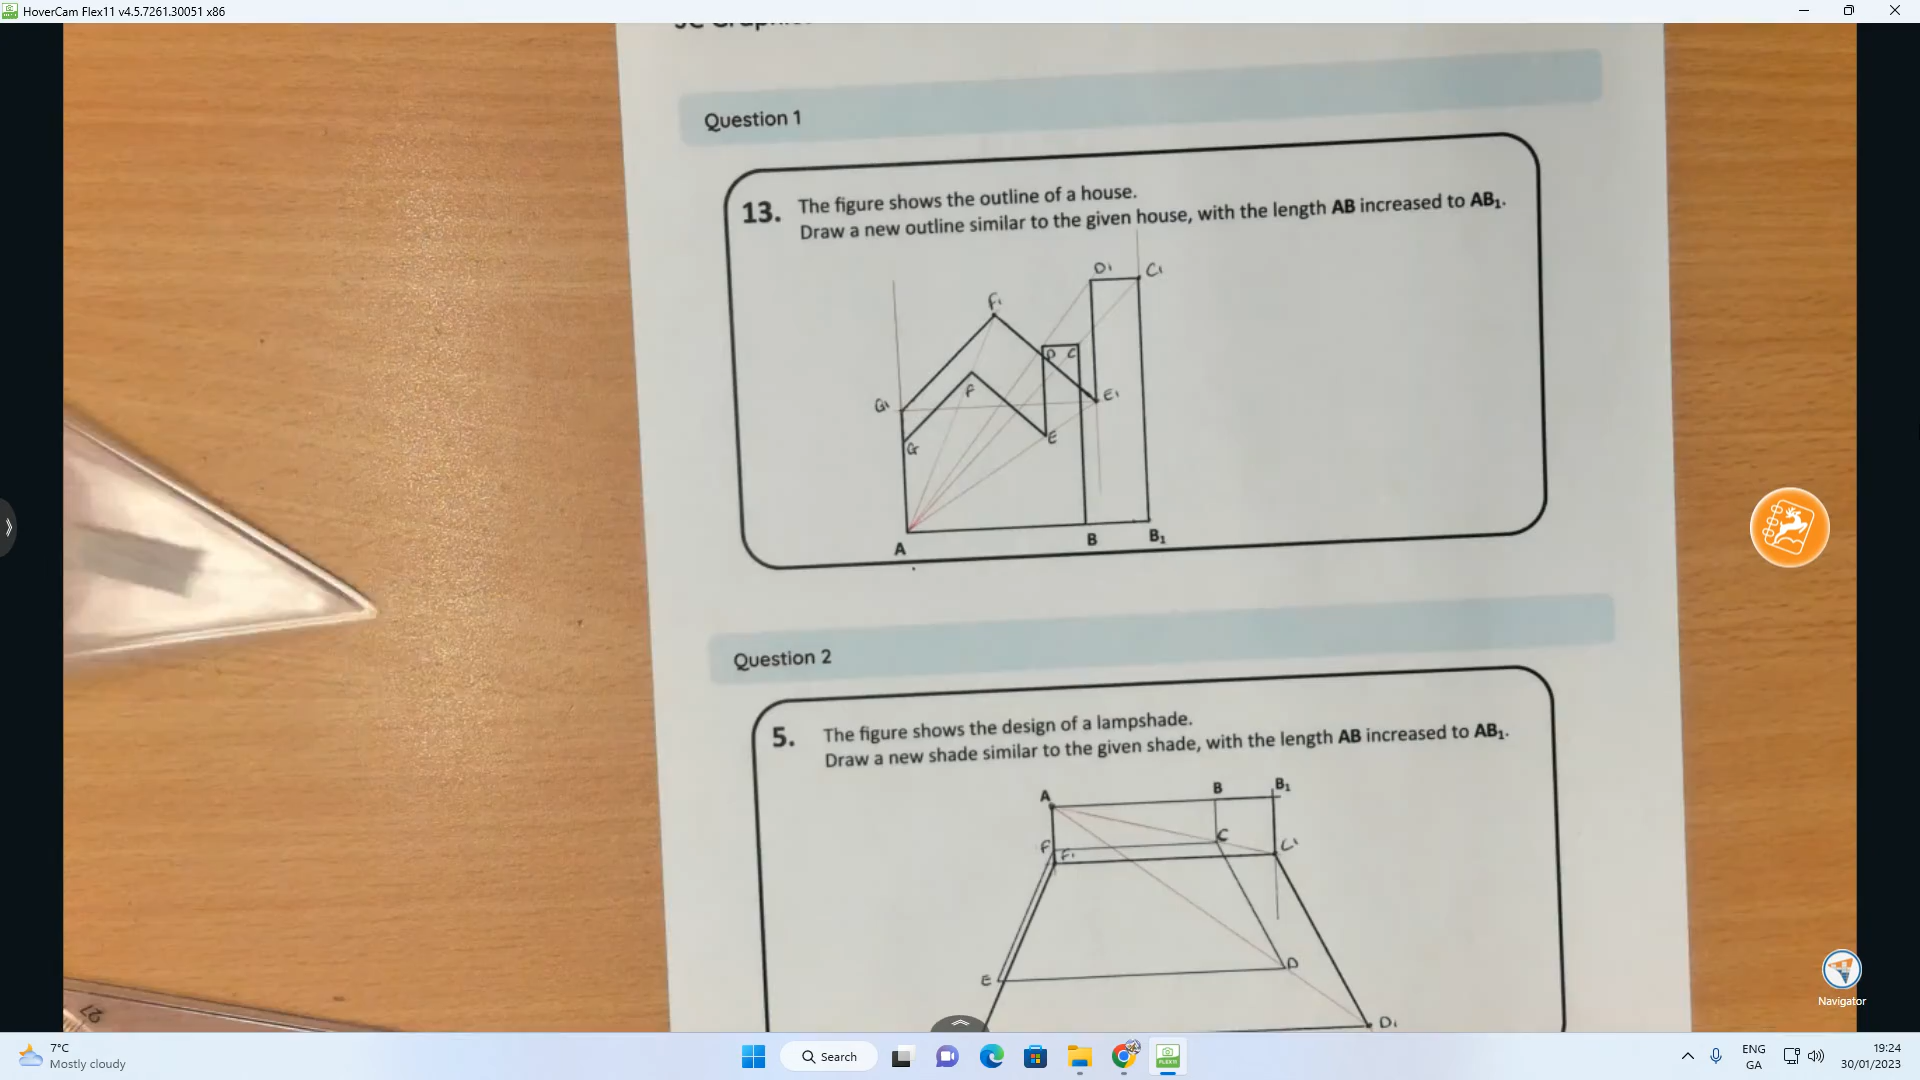 HoverCam Flex11 v4.5.7261.30051 x86
Question 1
13. The figure shows the outline of a house.
Draw a new outline similar to the given house, with the length AB increased to AB₁.
D₁ C₁
F₁
D C
F
G₁ E₁
G E
A B B₁
Question 2
5. The figure shows the design of a lampshade.
Draw a new shade similar to the given shade, with the length AB increased to AB₁.
A B B₁
C
F F₁ C₁
E D
D₁
27
Navigator
7°C
Mostly cloudy
Search
FLEX11
ENG
GA
19:24
30/01/2023